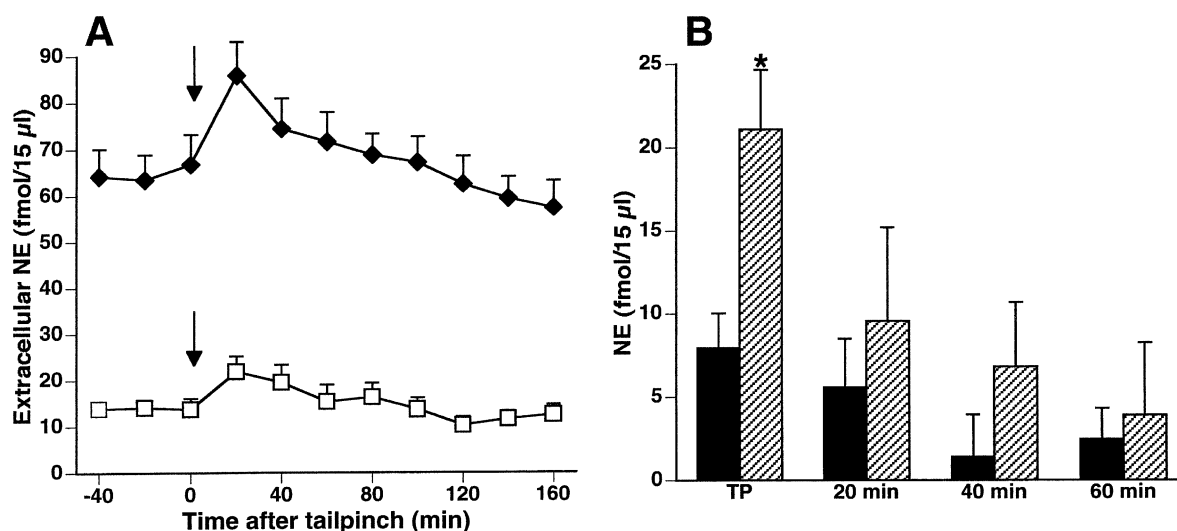 A
Extracellular NE (fmol/15 µl)
90
80
70
60
50
40
30
20
10
0
-40
0
40
80
120
160
Time after tailpinch (min)
B
NE (fmol/15 µl)
25
20
15
10
5
0
*
TP
20 min
40 min
60 min